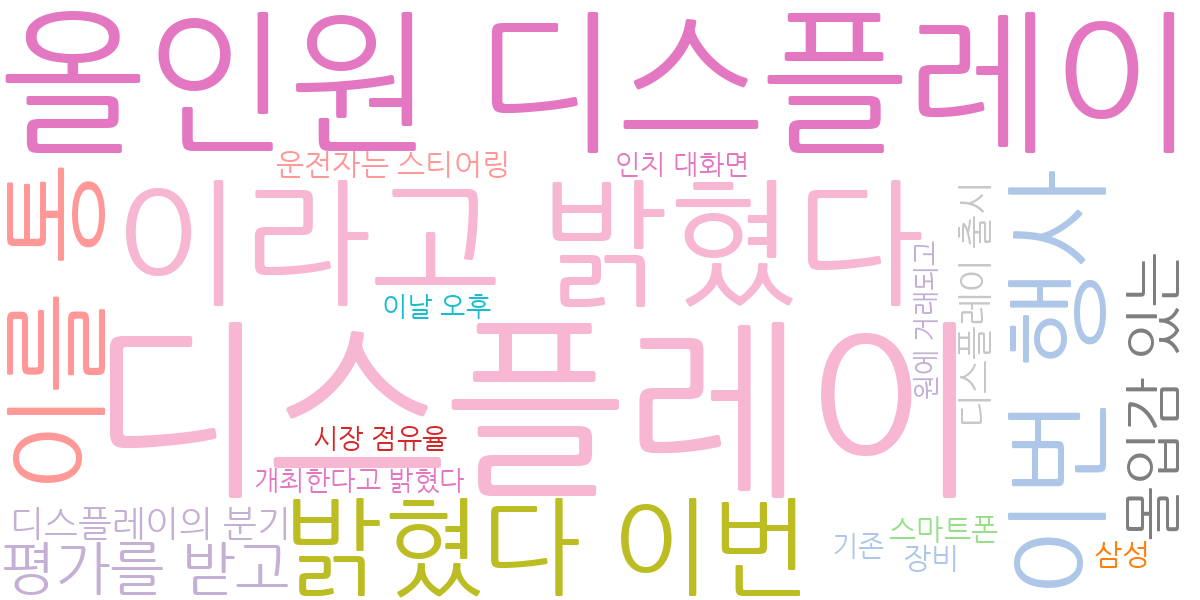 올인원 디스플레이
운전자는 스티어링
인치 대화면
이를 통
이라고 밝혔다
이번 행사
디스플레이 출시
원에 거래되고
몰입감 있는
이날 오후
디스플레이
시장 점유율
개최한다고 밝혔다
디스플레이의 분기
밝혔다 이번
평가를 받고
기존
스마트폰
장비
삼성